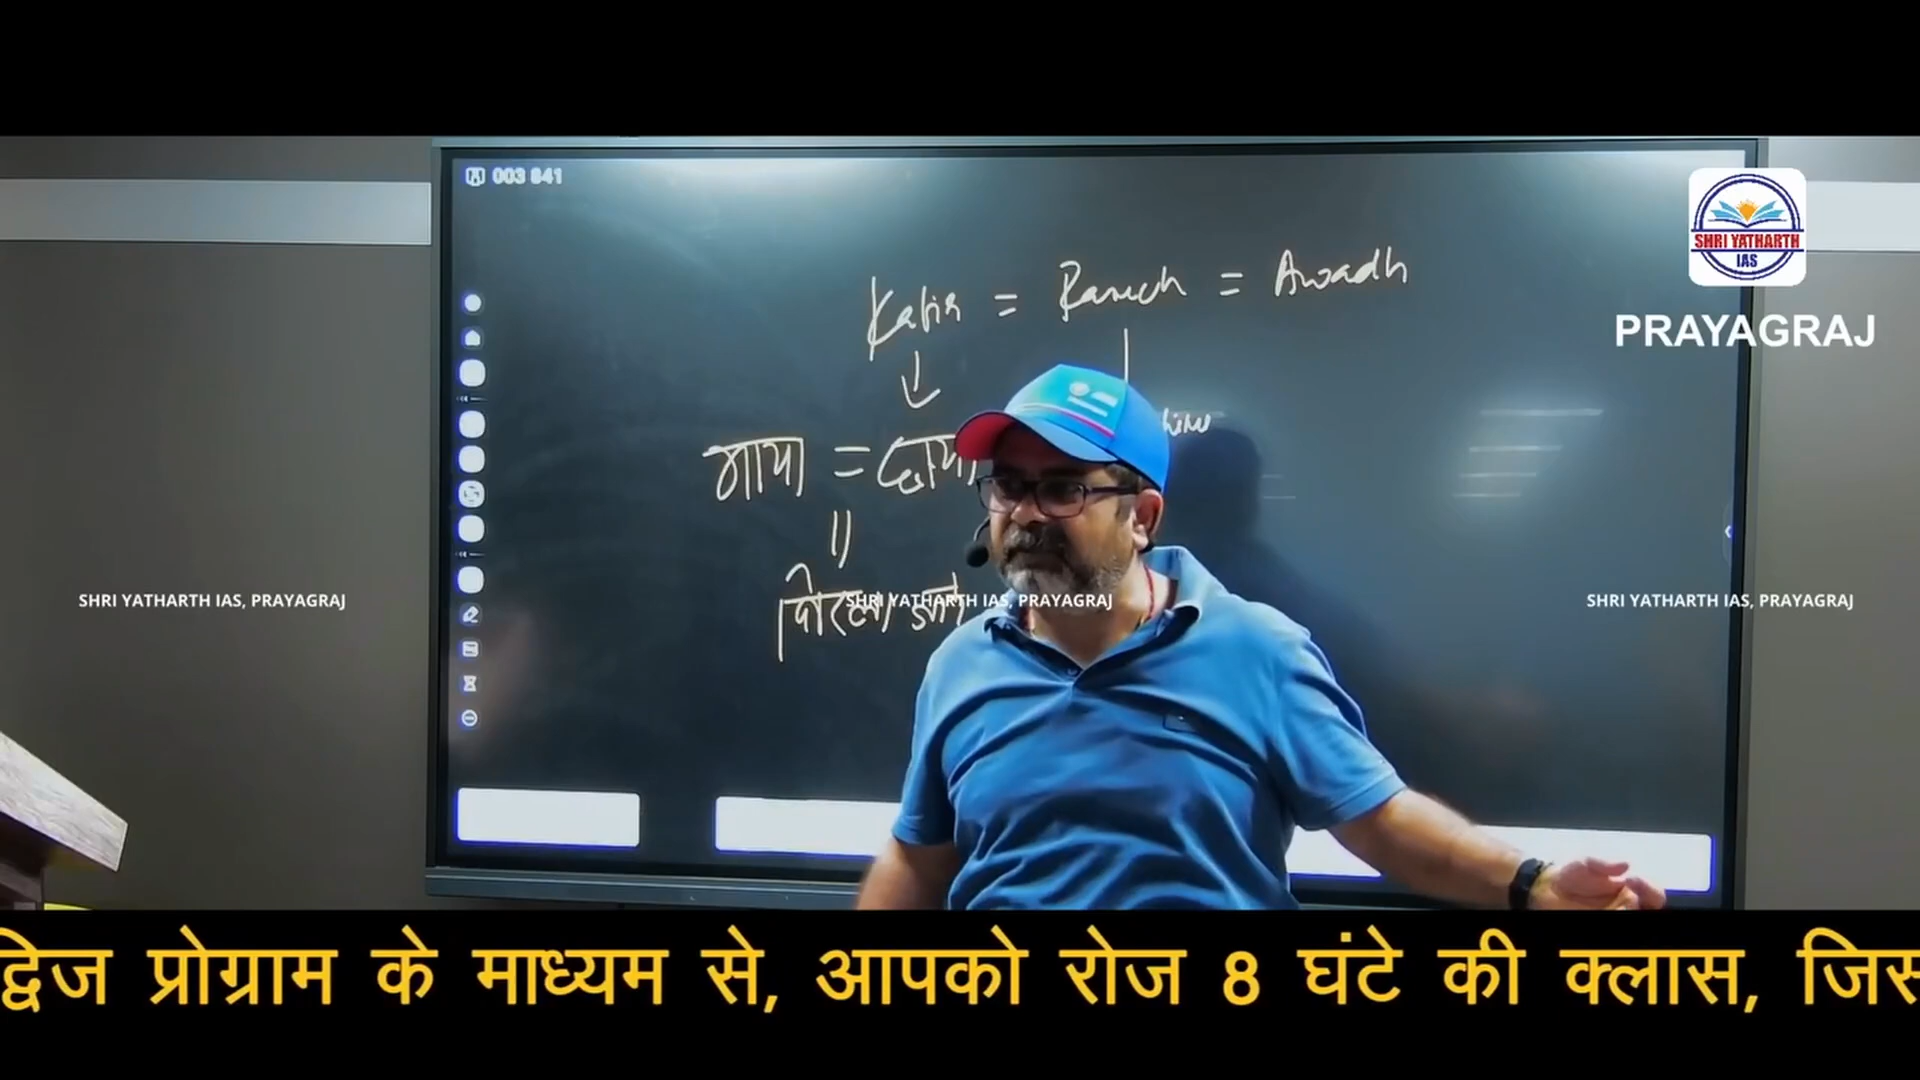 003 841
SHRI YATHARTH
IAS
PRAYAGRAJ
Kabir = Ramesh = Awadh
माया = छाया
SHRI YATHARTH IAS, PRAYAGRAJ
SHRI YATHARTH IAS, PRAYAGRAJ
SHRI YATHARTH IAS, PRAYAGRAJ
द्विज प्रोग्राम के माध्यम से, आपको रोज 8 घंटे की क्लास, जिस